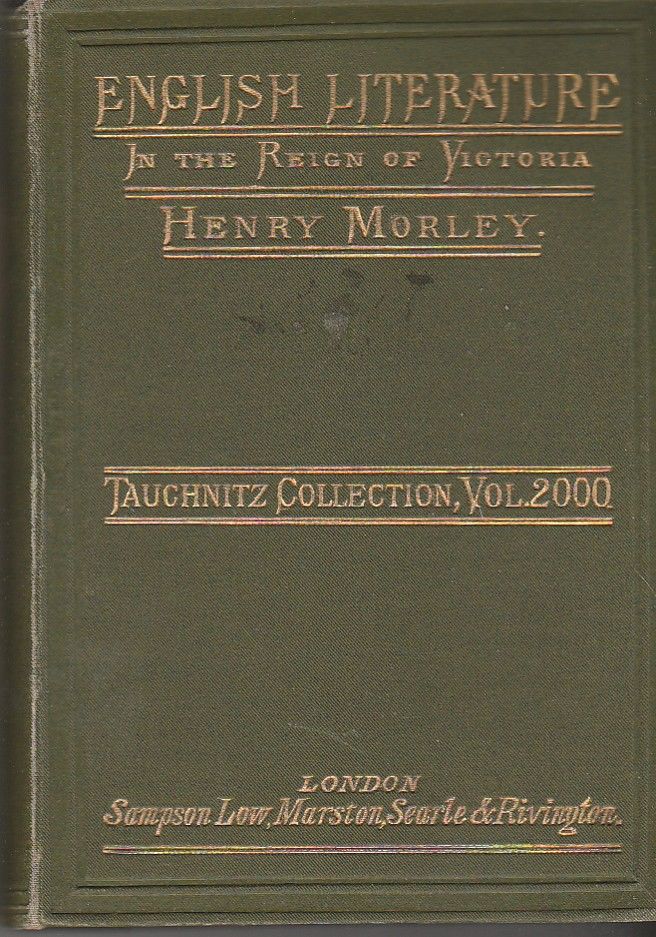 ENGLISH LITERATURE
IN THE REIGN OF VICTORIA
HENRY MORLEY.
TAUCHNITZ COLLECTION, VOL. 2000
LONDON
Sampson Low, Marston, Searle & Rivington.